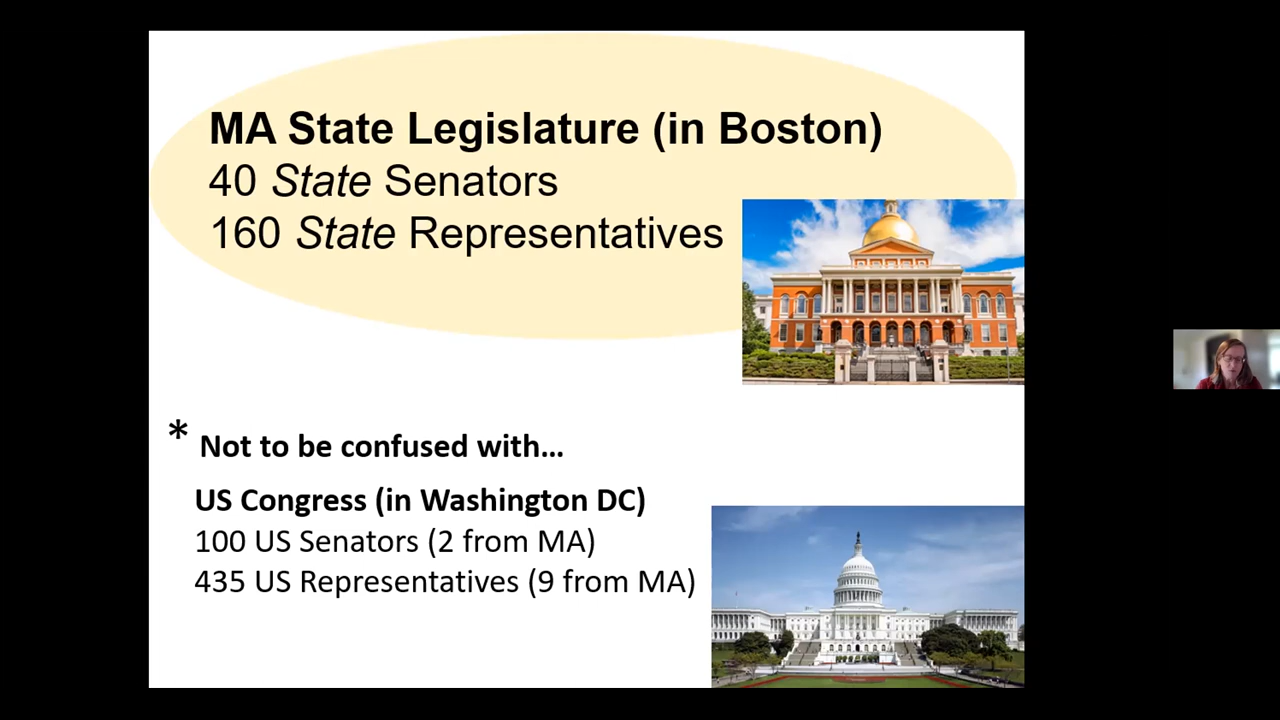 MA State Legislature (in Boston)
40 State Senators
160 State Representatives
* Not to be confused with…
US Congress (in Washington DC)
100 US Senators (2 from MA)
435 US Representatives (9 from MA)